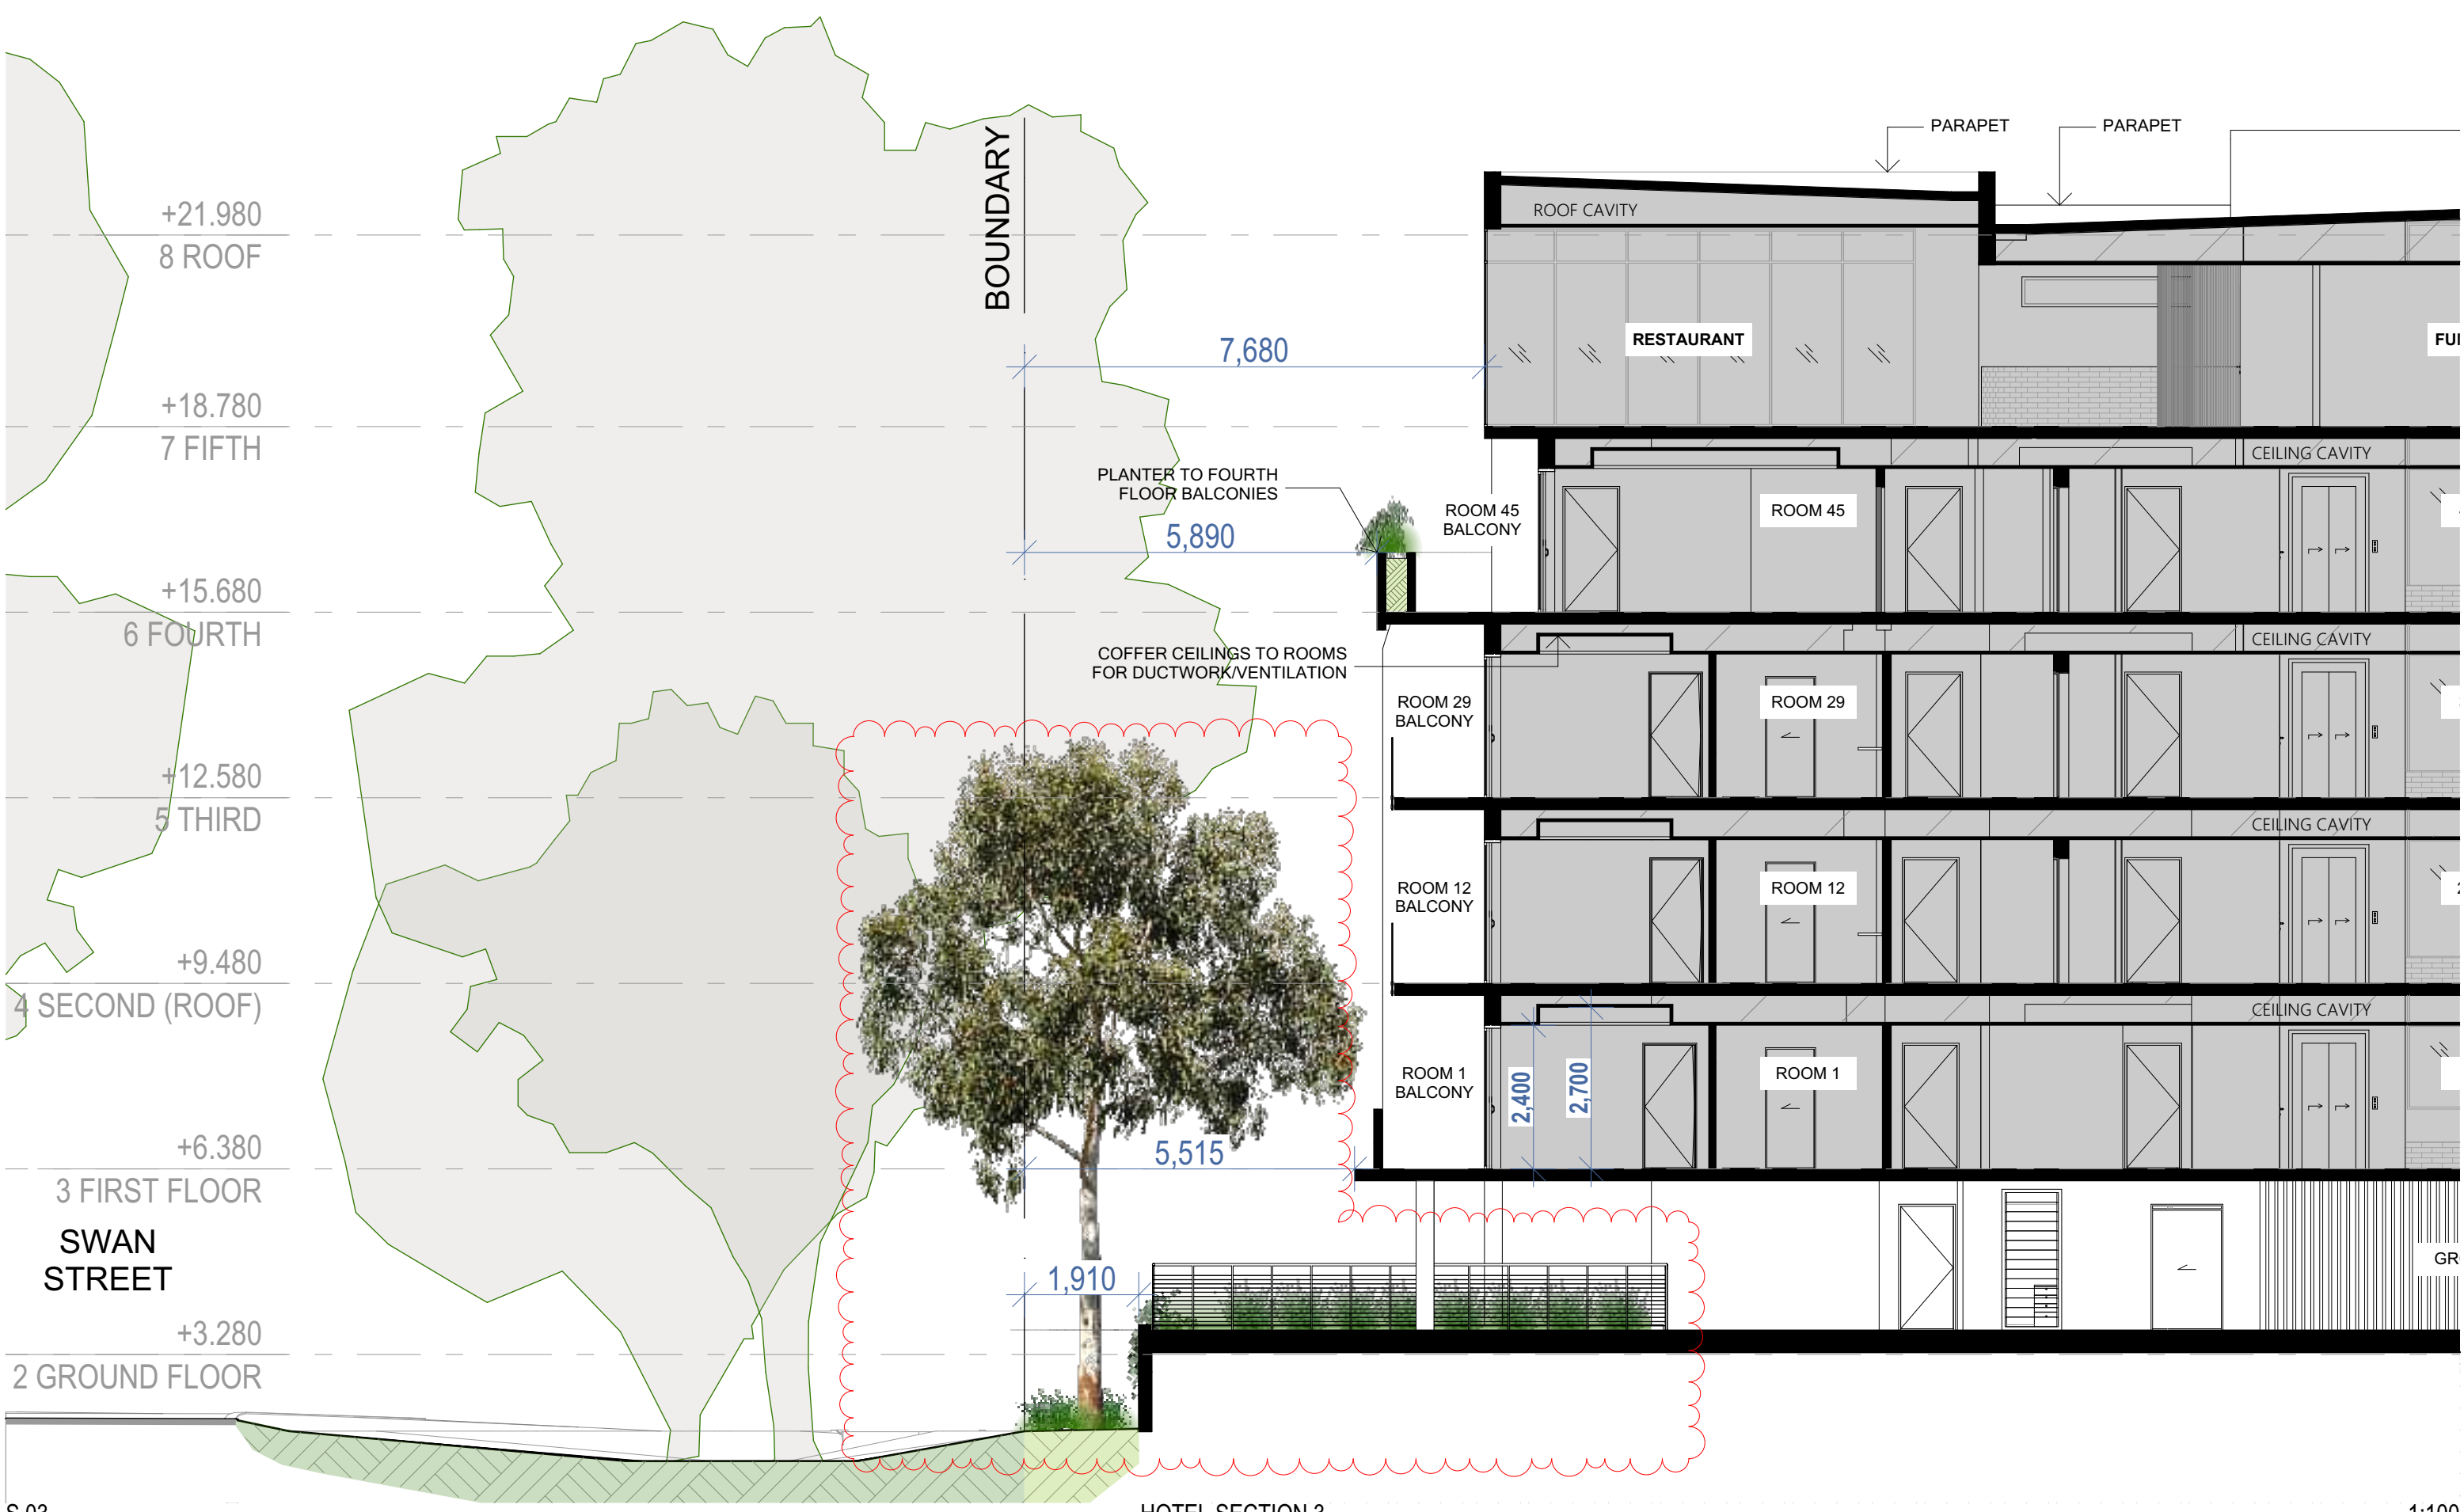 BOUNDARY
PARAPET
PARAPET
+21.980
8 ROOF
ROOF CAVITY
7,680
RESTAURANT
+18.780
7 FIFTH
CEILING CAVITY
PLANTER TO FOURTH
FLOOR BALCONIES
5,890
ROOM 45
BALCONY
ROOM 45
+15.680
6 FOURTH
CEILING CAVITY
COFFER CEILINGS TO ROOMS
FOR DUCTWORK/VENTILATION
ROOM 29
BALCONY
ROOM 29
+12.580
5 THIRD
CEILING CAVITY
ROOM 12
BALCONY
ROOM 12
+9.480
4 SECOND (ROOF)
CEILING CAVITY
ROOM 1
BALCONY
2,400
2,700
ROOM 1
+6.380
3 FIRST FLOOR
5,515
SWAN
STREET
1,910
+3.280
2 GROUND FLOOR
HOTEL SECTION 3
1:100